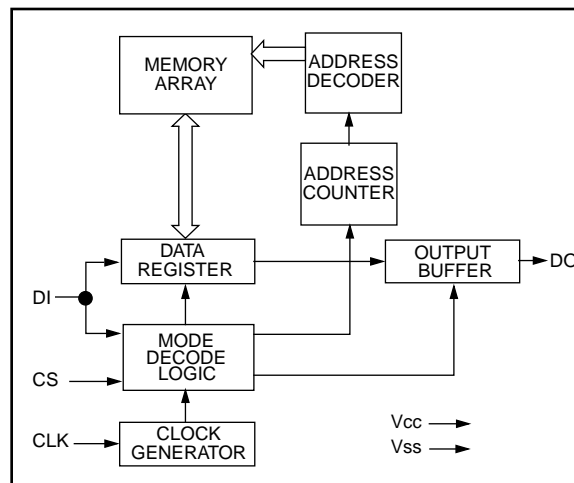 MEMORY
ARRAY
ADDRESS
DECODER
ADDRESS
COUNTER
DATA
REGISTER
OUTPUT
BUFFER
DO
DI
MODE
DECODE
LOGIC
CS
CLK
CLOCK
GENERATOR
Vcc
Vss